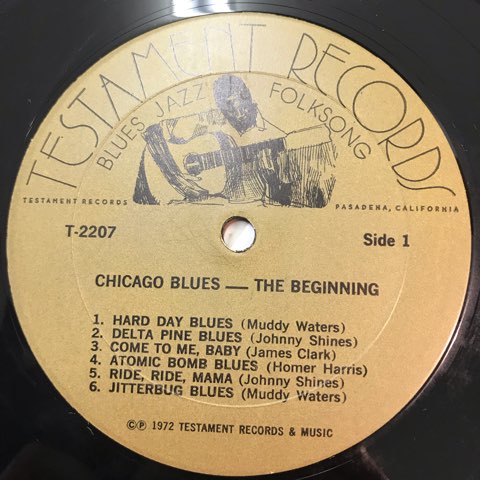 TESTAMENT RECORDS
BLUES JAZZ FOLKSONG
TESTAMENT RECORDS
PASADENA, CALIFORNIA
T-2207
Side 1
CHICAGO BLUES — THE BEGINNING
1. HARD DAY BLUES (Muddy Waters)
2. DELTA PINE BLUES (Johnny Shines)
3. COME TO ME, BABY (James Clark)
4. ATOMIC BOMB BLUES (Homer Harris)
5. RIDE, RIDE, MAMA (Johnny Shines)
6. JITTERBUG BLUES (Muddy Waters)
©℗ 1972 TESTAMENT RECORDS & MUSIC